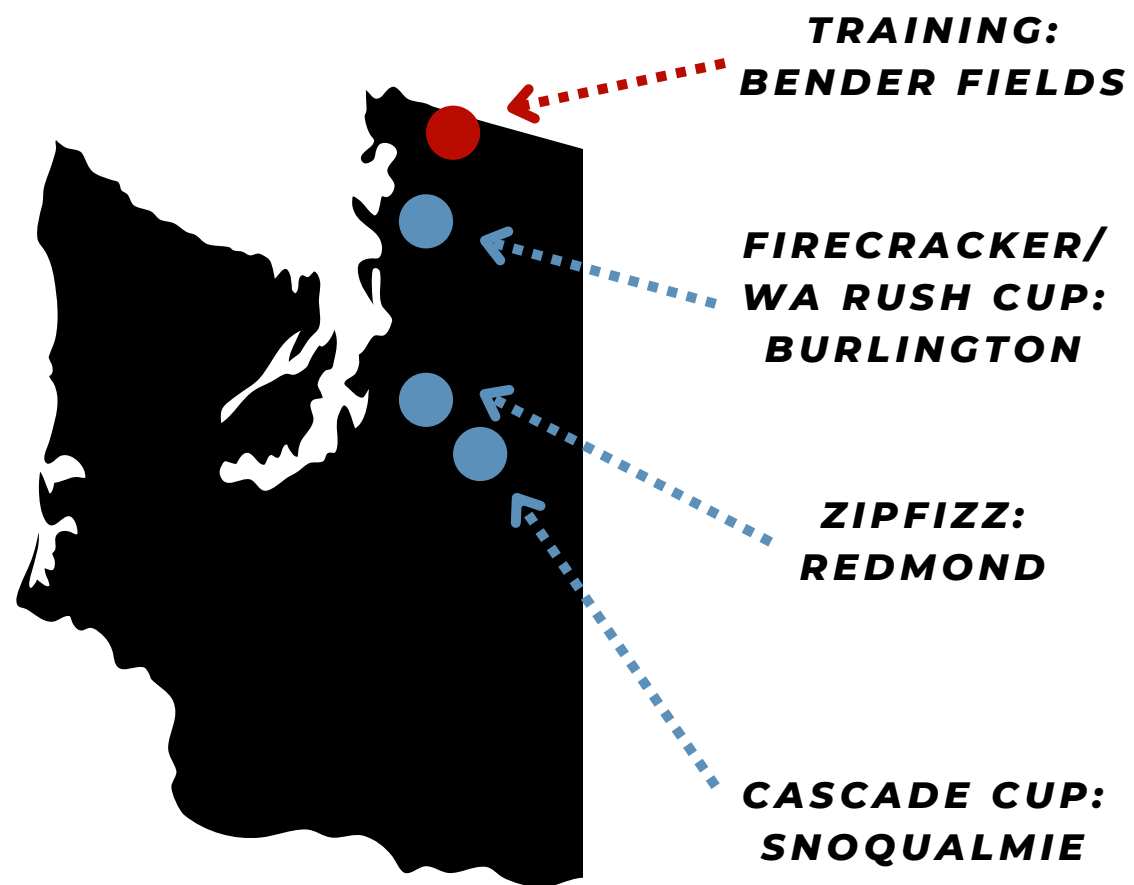 TRAINING:
BENDER FIELDS
FIRECRACKER/
WA RUSH CUP:
BURLINGTON
ZIPFIZZ:
REDMOND
CASCADE CUP:
SNOQUALMIE